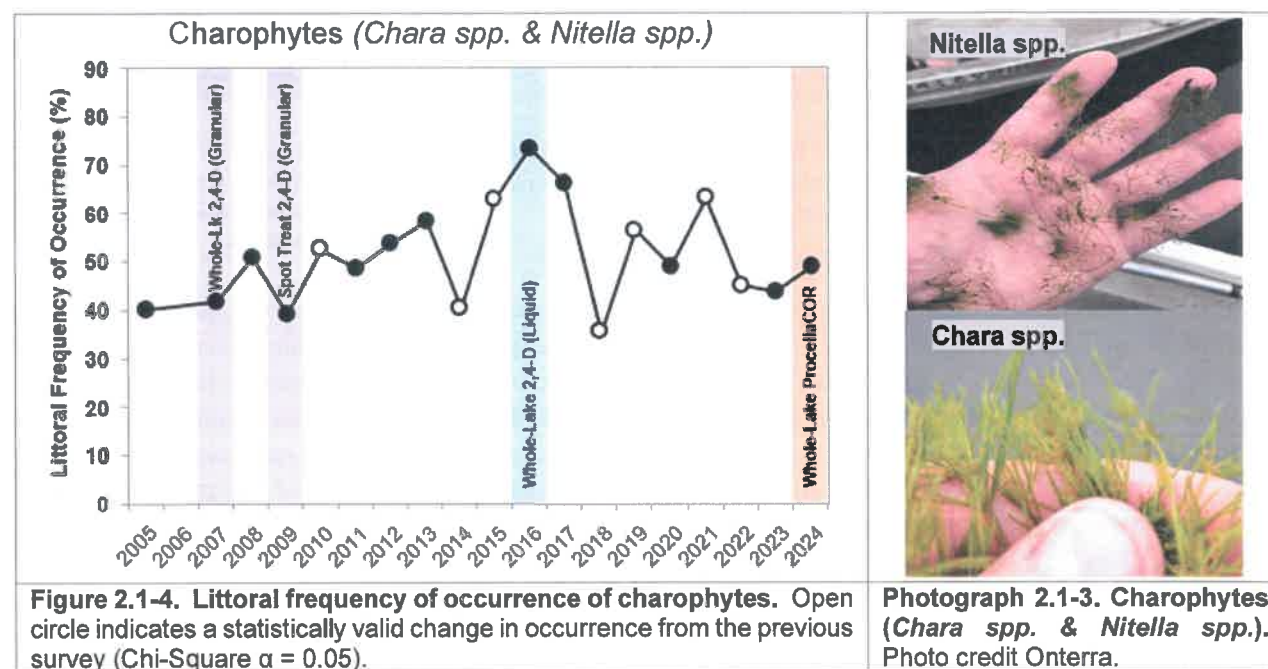 Charophytes (Chara spp. & Nitella spp.)
Littoral Frequency of Occurrence (%)
90
80
70
60
50
40
30
20
10
0
Whole-Lk 2,4-D (Granular)
Spot Treat 2,4-D (Granular)
Whole-Lake 2,4-D (Liquid)
Whole-Lake ProcellaCOR
2005
2006
2007
2008
2009
2010
2011
2012
2013
2014
2015
2016
2017
2018
2019
2020
2021
2022
2023
2024
Figure 2.1-4. Littoral frequency of occurrence of charophytes. Open
circle indicates a statistically valid change in occurrence from the previous
survey (Chi-Square α = 0.05).
Nitella spp.
Chara spp.
Photograph 2.1-3. Charophytes
(Chara spp. & Nitella spp.).
Photo credit Onterra.